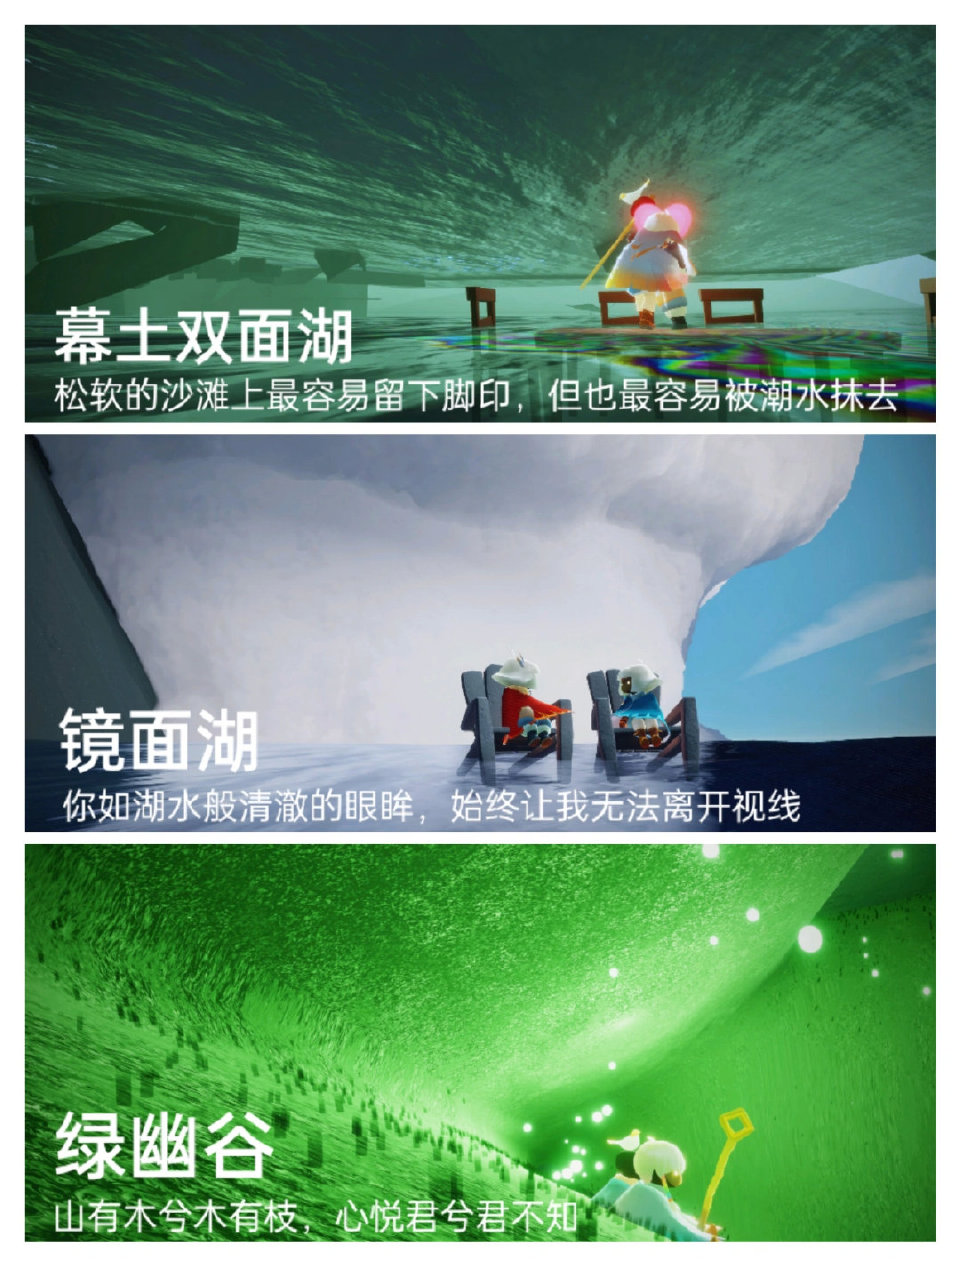 幕土双面湖
松软的沙滩上最容易留下脚印，但也最容易被潮水抹去
镜面湖
你如湖水般清澈的眼眸，始终让我无法离开视线
绿幽谷
山有木兮木有枝，心悦君兮君不知